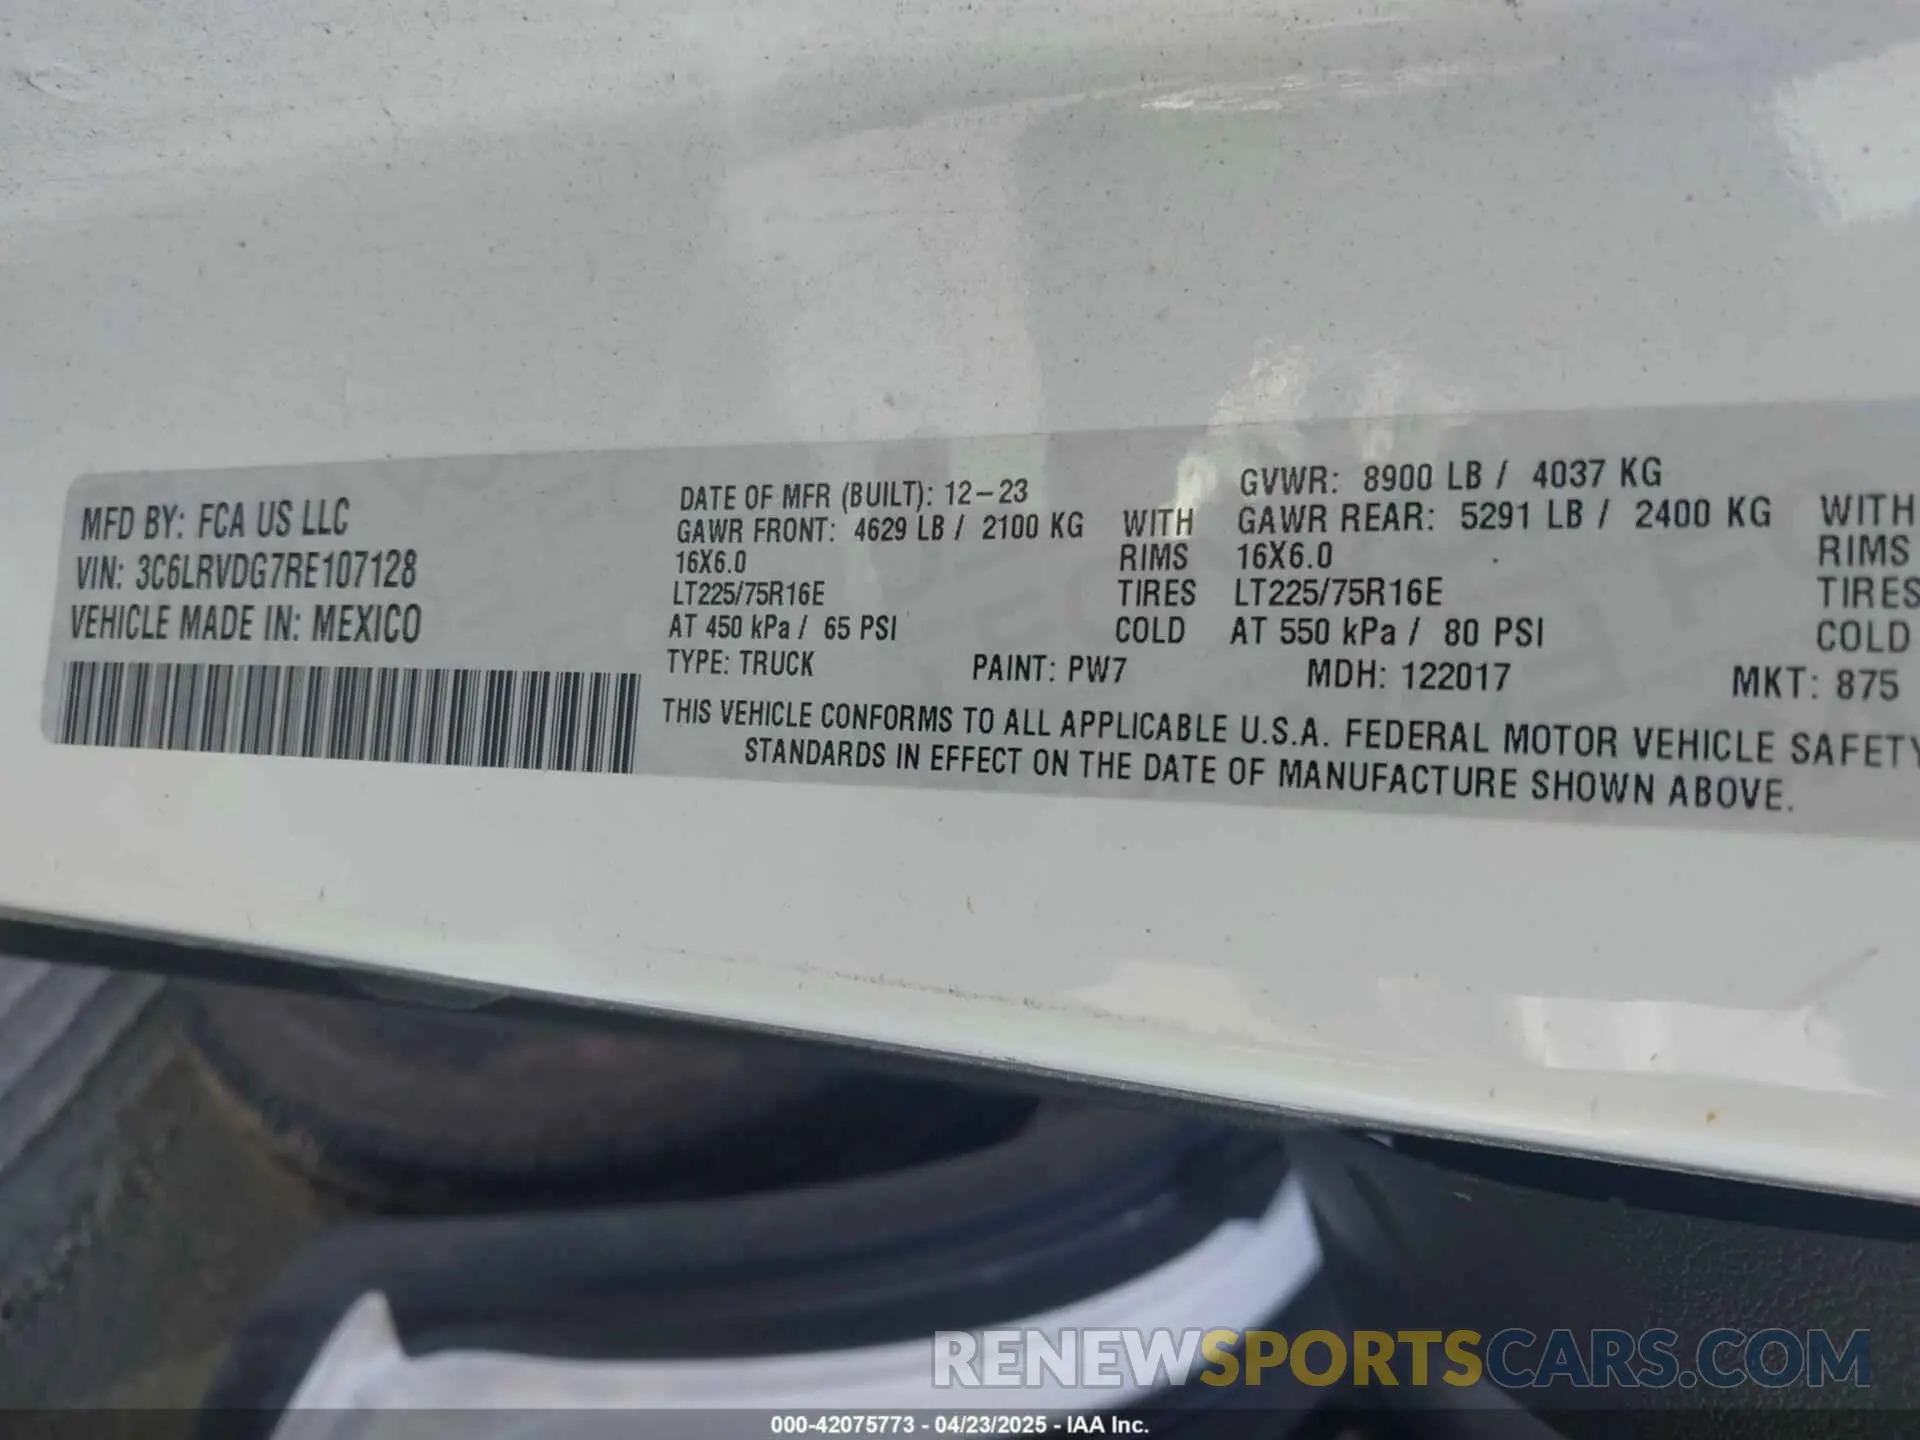 MFD BY: FCA US LLC
VIN: 3C6LRVDG7RE107128
VEHICLE MADE IN: MEXICO
DATE OF MFR (BUILT): 12-23 GVWR: 8900 LB / 4037 KG
GAWR FRONT: 4629 LB / 2100 KG WITH GAWR REAR: 5291 LB / 2400 KG WITH
16X6.0 RIMS 16X6.0 RIMS
LT225/75R16E TIRES LT225/75R16E TIRES
AT 450 kPa / 65 PSI COLD AT 550 kPa / 80 PSI COLD
TYPE: TRUCK PAINT: PW7 MDH: 122017 MKT: 875
THIS VEHICLE CONFORMS TO ALL APPLICABLE U.S.A. FEDERAL MOTOR VEHICLE SAFETY
STANDARDS IN EFFECT ON THE DATE OF MANUFACTURE SHOWN ABOVE.
RENEWSPORTSCARS.COM
000-42075773 - 04/23/2025 - IAA Inc.